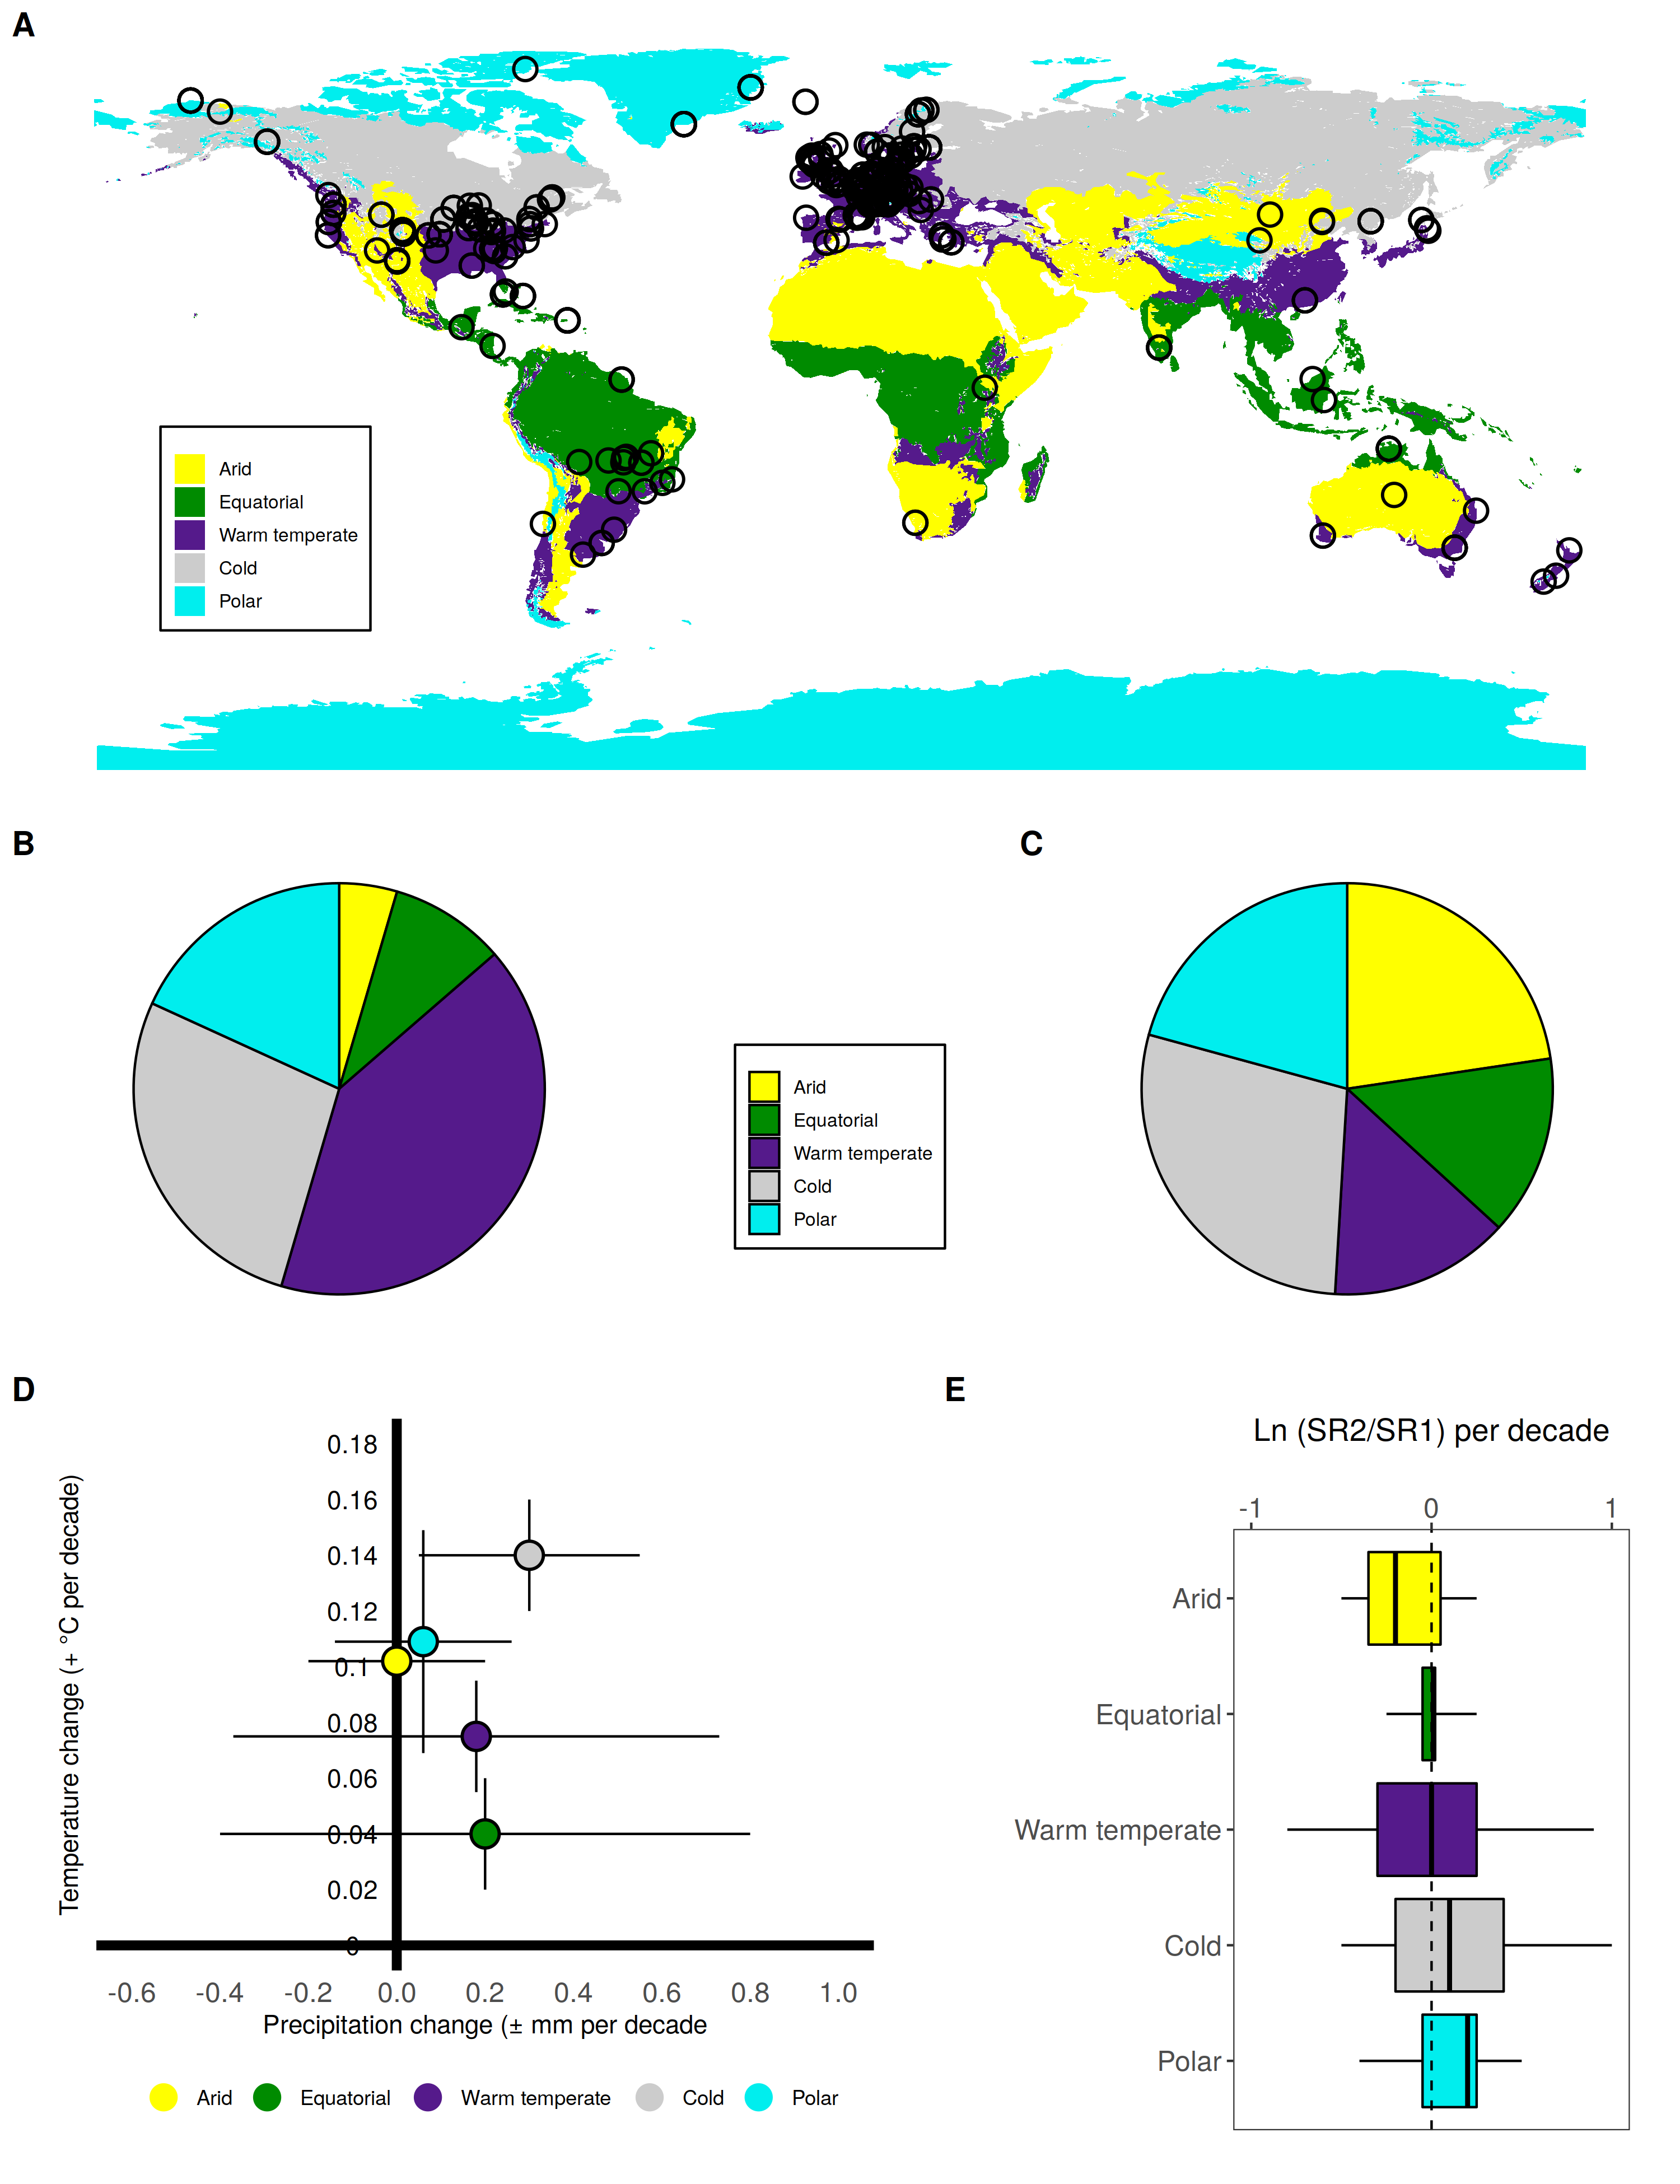 A
Arid
Equatorial
Warm temperate
Cold
Polar
B
C
Arid
Equatorial
Warm temperate
Cold
Polar
D
Temperature change (+ °C per decade)
0.18
0.16
0.14
0.12
0.1
0.08
0.06
0.04
0.02
0
-0.6 -0.4 -0.2 0.0 0.2 0.4 0.6 0.8 1.0
Precipitation change (± mm per decade
Arid Equatorial Warm temperate Cold Polar
E
Ln (SR2/SR1) per decade
-1 0 1
Arid
Equatorial
Warm temperate
Cold
Polar